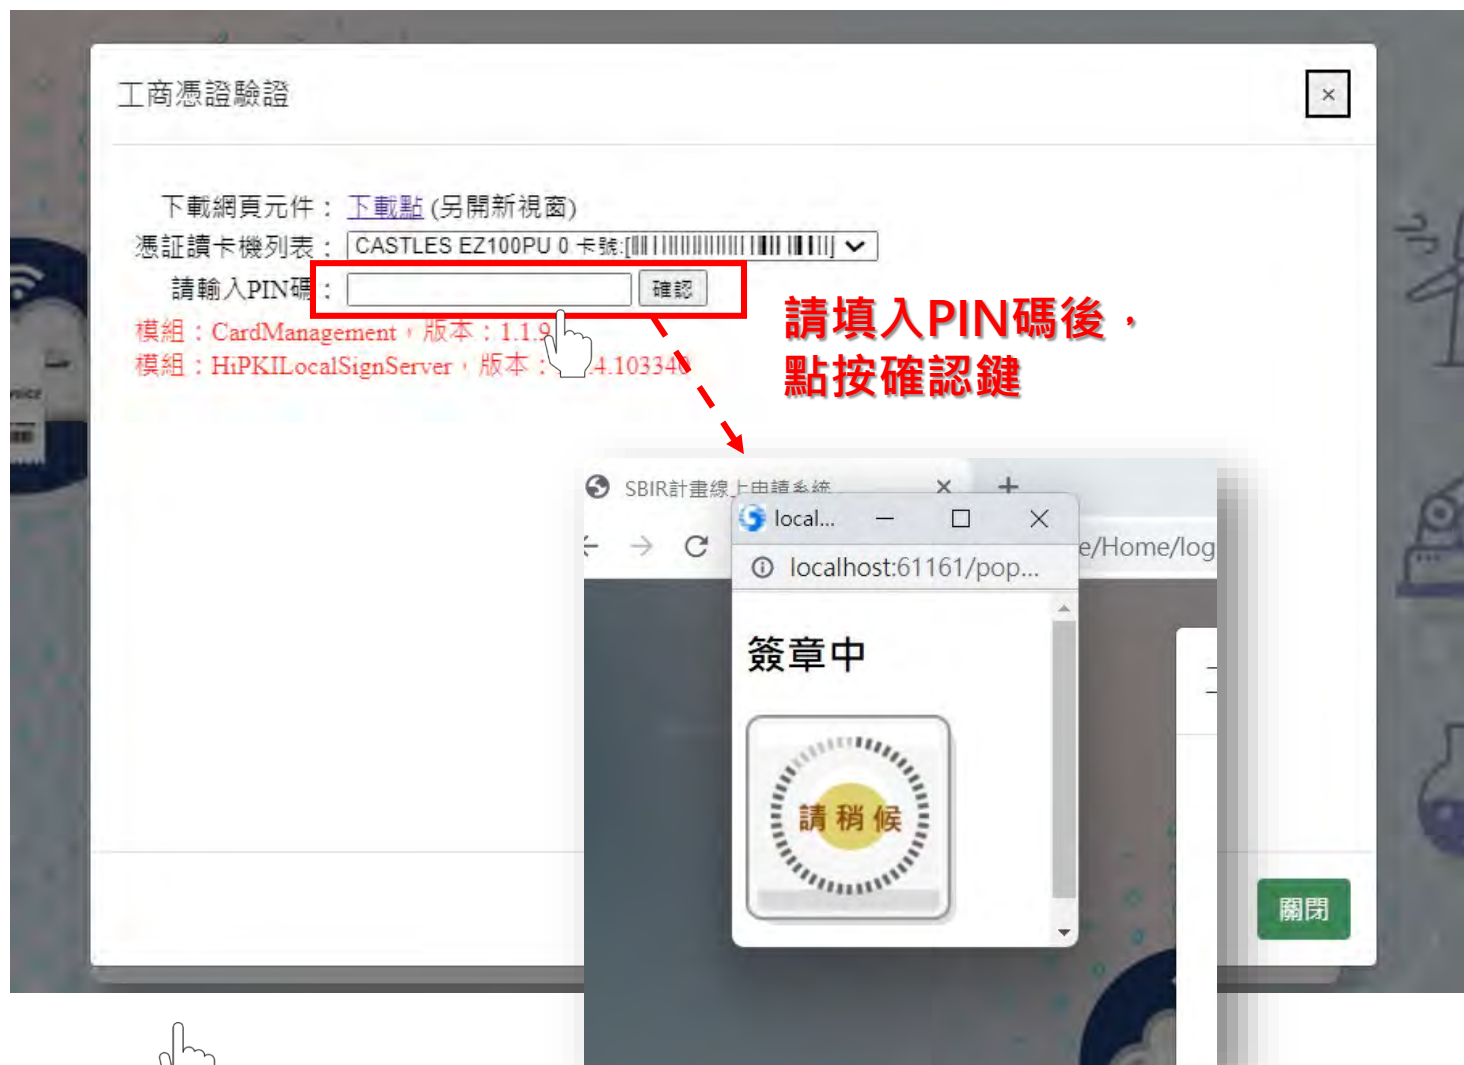 工商憑證驗證
×
下載網頁元件： 下載點 (另開新視窗)
憑証讀卡機列表： CASTLES EZ100PU 0 卡號:[
請輸入PIN碼： 確認
模組：CardManagement，版本：1.1.9
模組：HiPKILocalSignServer，版本： .4.103340
請填入PIN碼後，
點按確認鍵
SBIR計畫線上申請系統
local...
e/Home/log
localhost:61161/pop...
簽章中
請稍候
關閉